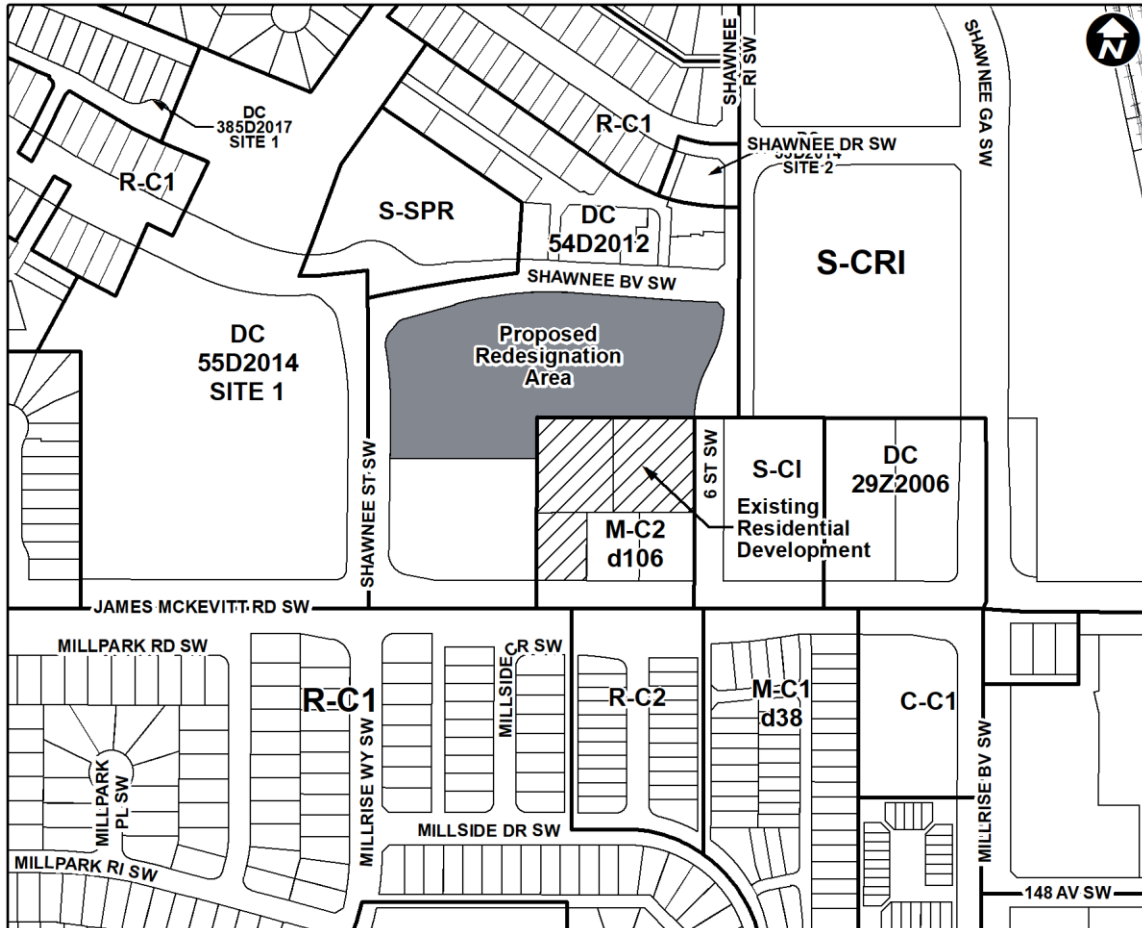 N
SHAWNEE
RI SW
SHAWNEE GA SW
DC
385D2017
SITE 1
R-C1
SHAWNEE DR SW
SITE 2
R-C1
S-SPR
DC
54D2012
S-CRI
SHAWNEE BV SW
Proposed
Redesignation
Area
DC
55D2014
SITE 1
SHAWNEE ST SW
6 ST SW
S-CI
DC
29Z2006
Existing
Residential
Development
M-C2
d106
JAMES MCKEVITT RD SW
MILLPARK RD SW
MILLSIDE CR SW
R-C1
R-C2
M-C1
d38
C-C1
MILLRISE WY SW
MILLPARK
PL SW
MILLRISE BV SW
MILLSIDE DR SW
MILLPARK RI SW
148 AV SW